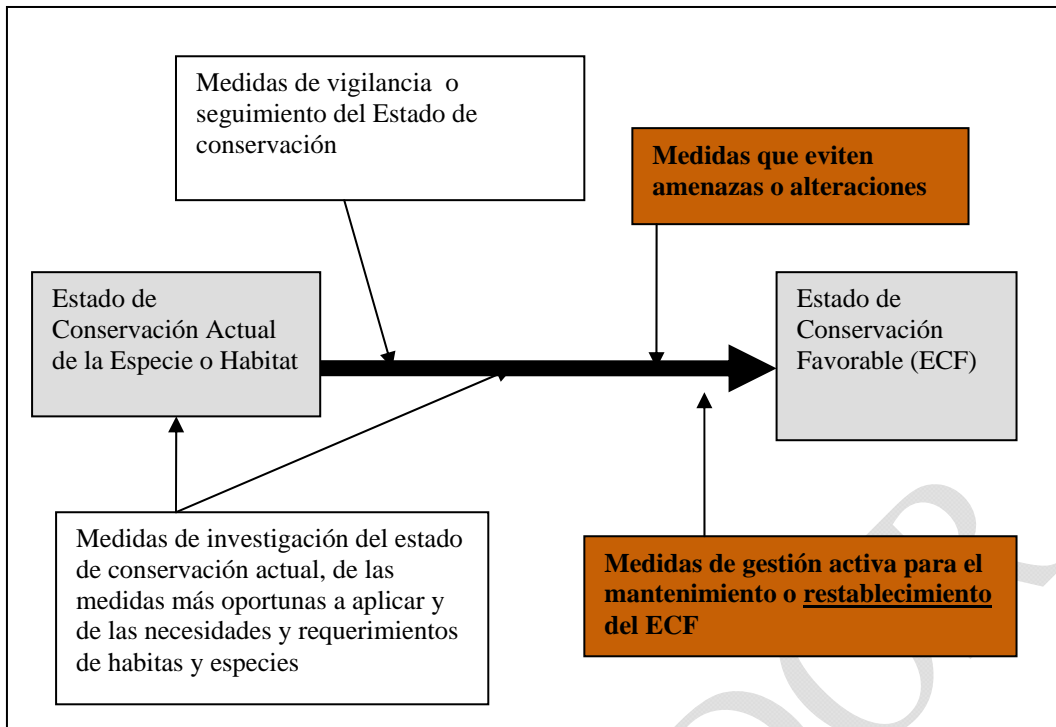 Medidas de vigilancia o
seguimiento del Estado de
conservación
Medidas que eviten
amenazas o alteraciones
Estado de
Conservación Actual
de la Especie o Habitat
Estado de
Conservación
Favorable (ECF)
Medidas de investigación del estado
de conservación actual, de las
medidas más oportunas a aplicar y
de las necesidades y requerimientos
de habitas y especies
Medidas de gestión activa para el
mantenimiento o restablecimiento
del ECF